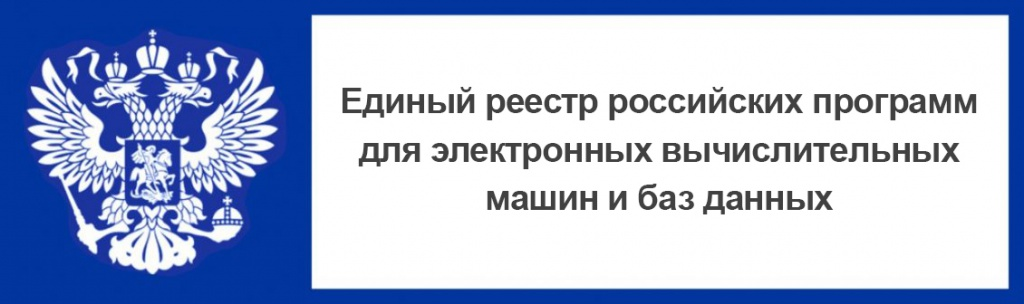 Единый реестр российских программ
для электронных вычислительных
машин и баз данных